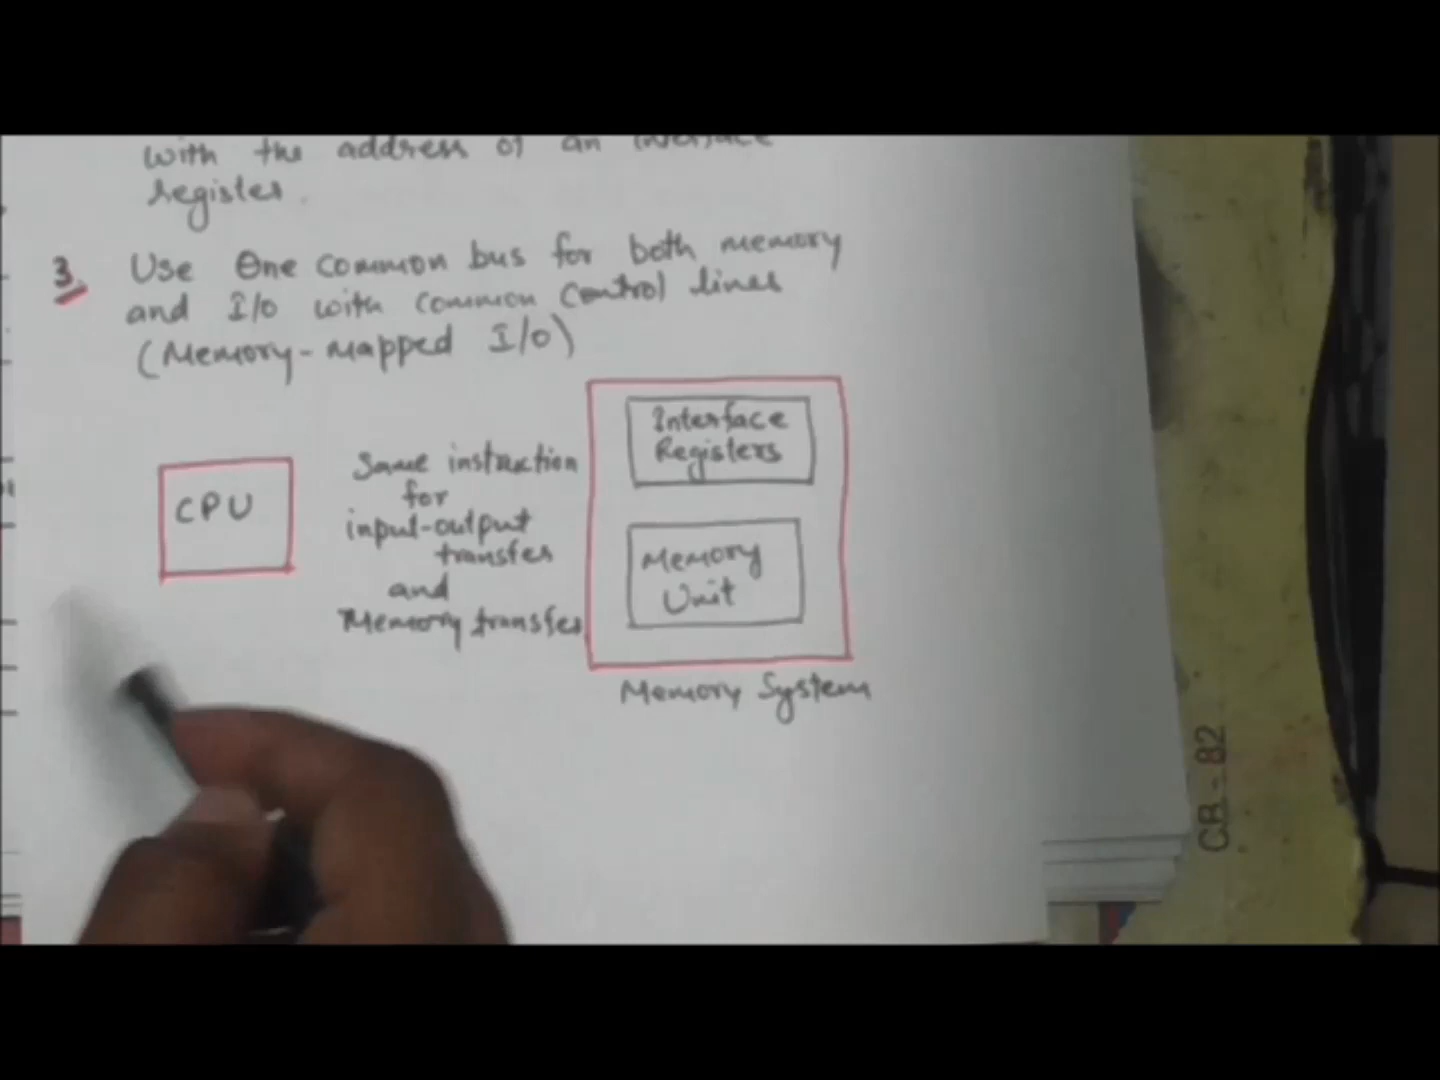 with the address of an interface
register.
3. Use One common bus for both memory
and I/o with common control lines
(Memory-mapped I/o)
Interface
Registers
CPU
Same instruction
for
input-output
transfer
and
Memory transfer
Memory
Unit
Memory System
CB-82